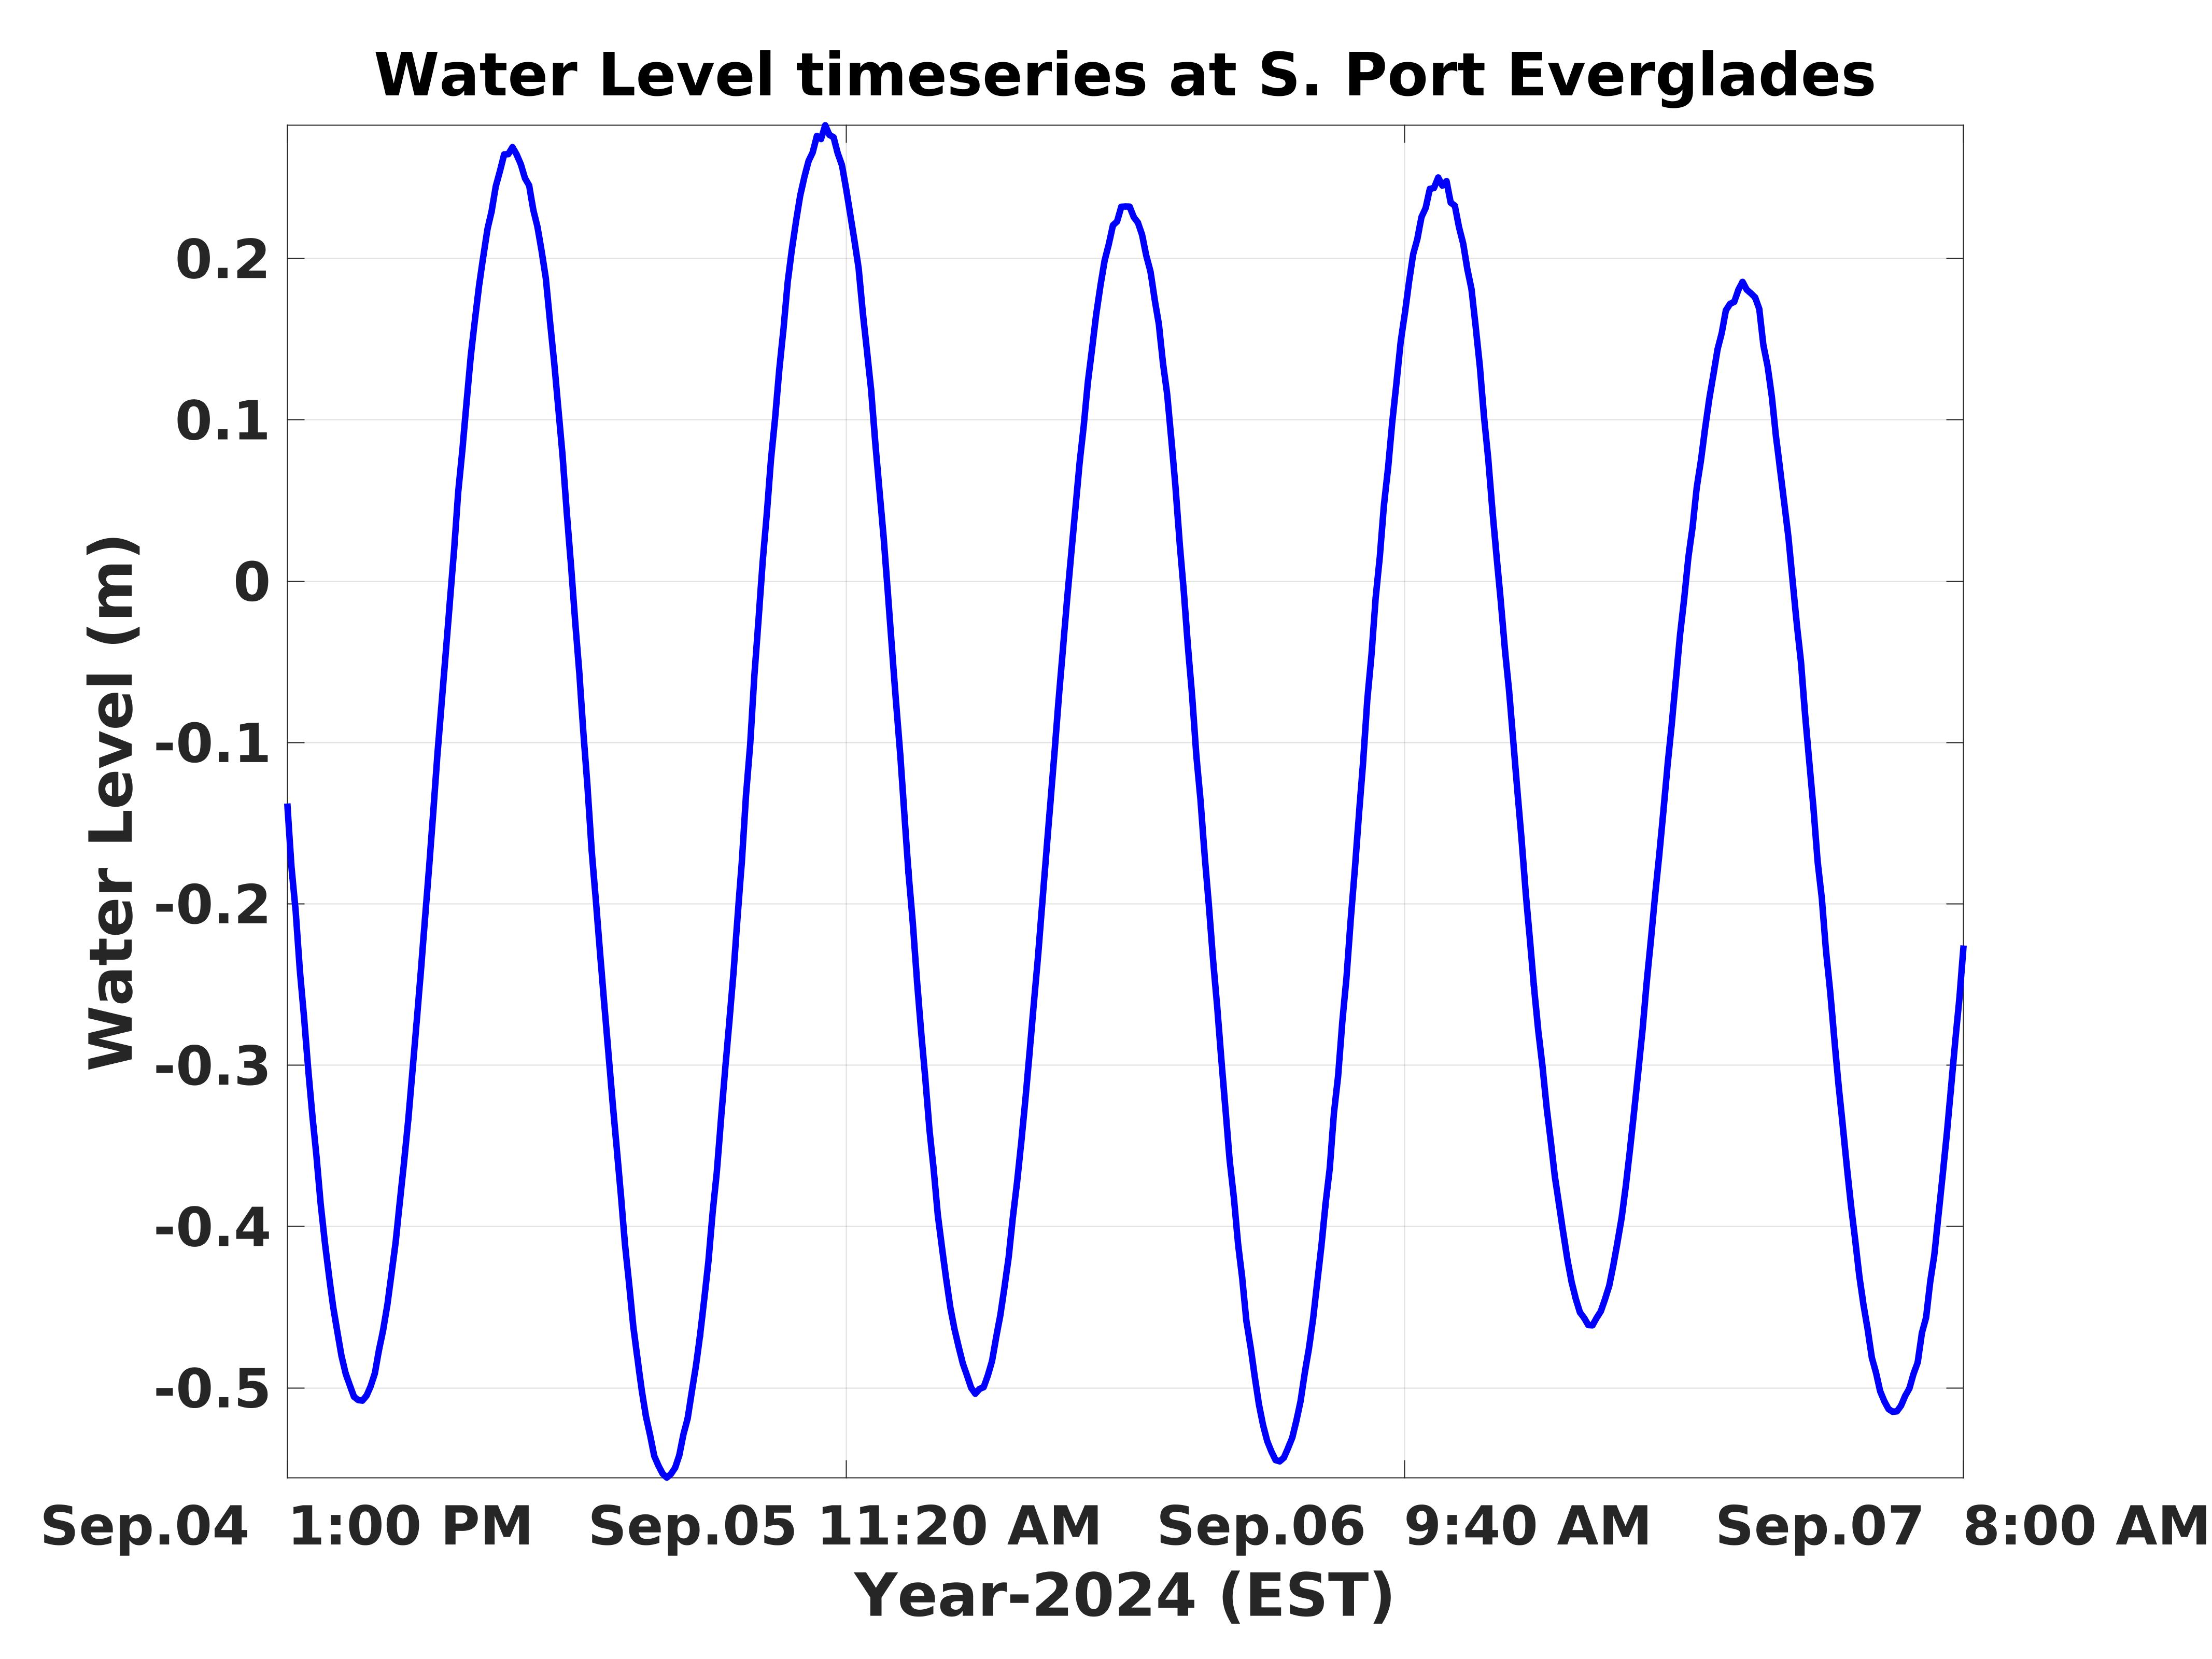 Water Level timeseries at S. Port Everglades
Water Level (m)
0.2
0.1
0
-0.1
-0.2
-0.3
-0.4
-0.5
Sep.04 1:00 PM Sep.05 11:20 AM Sep.06 9:40 AM Sep.07 8:00 AM
Year-2024 (EST)